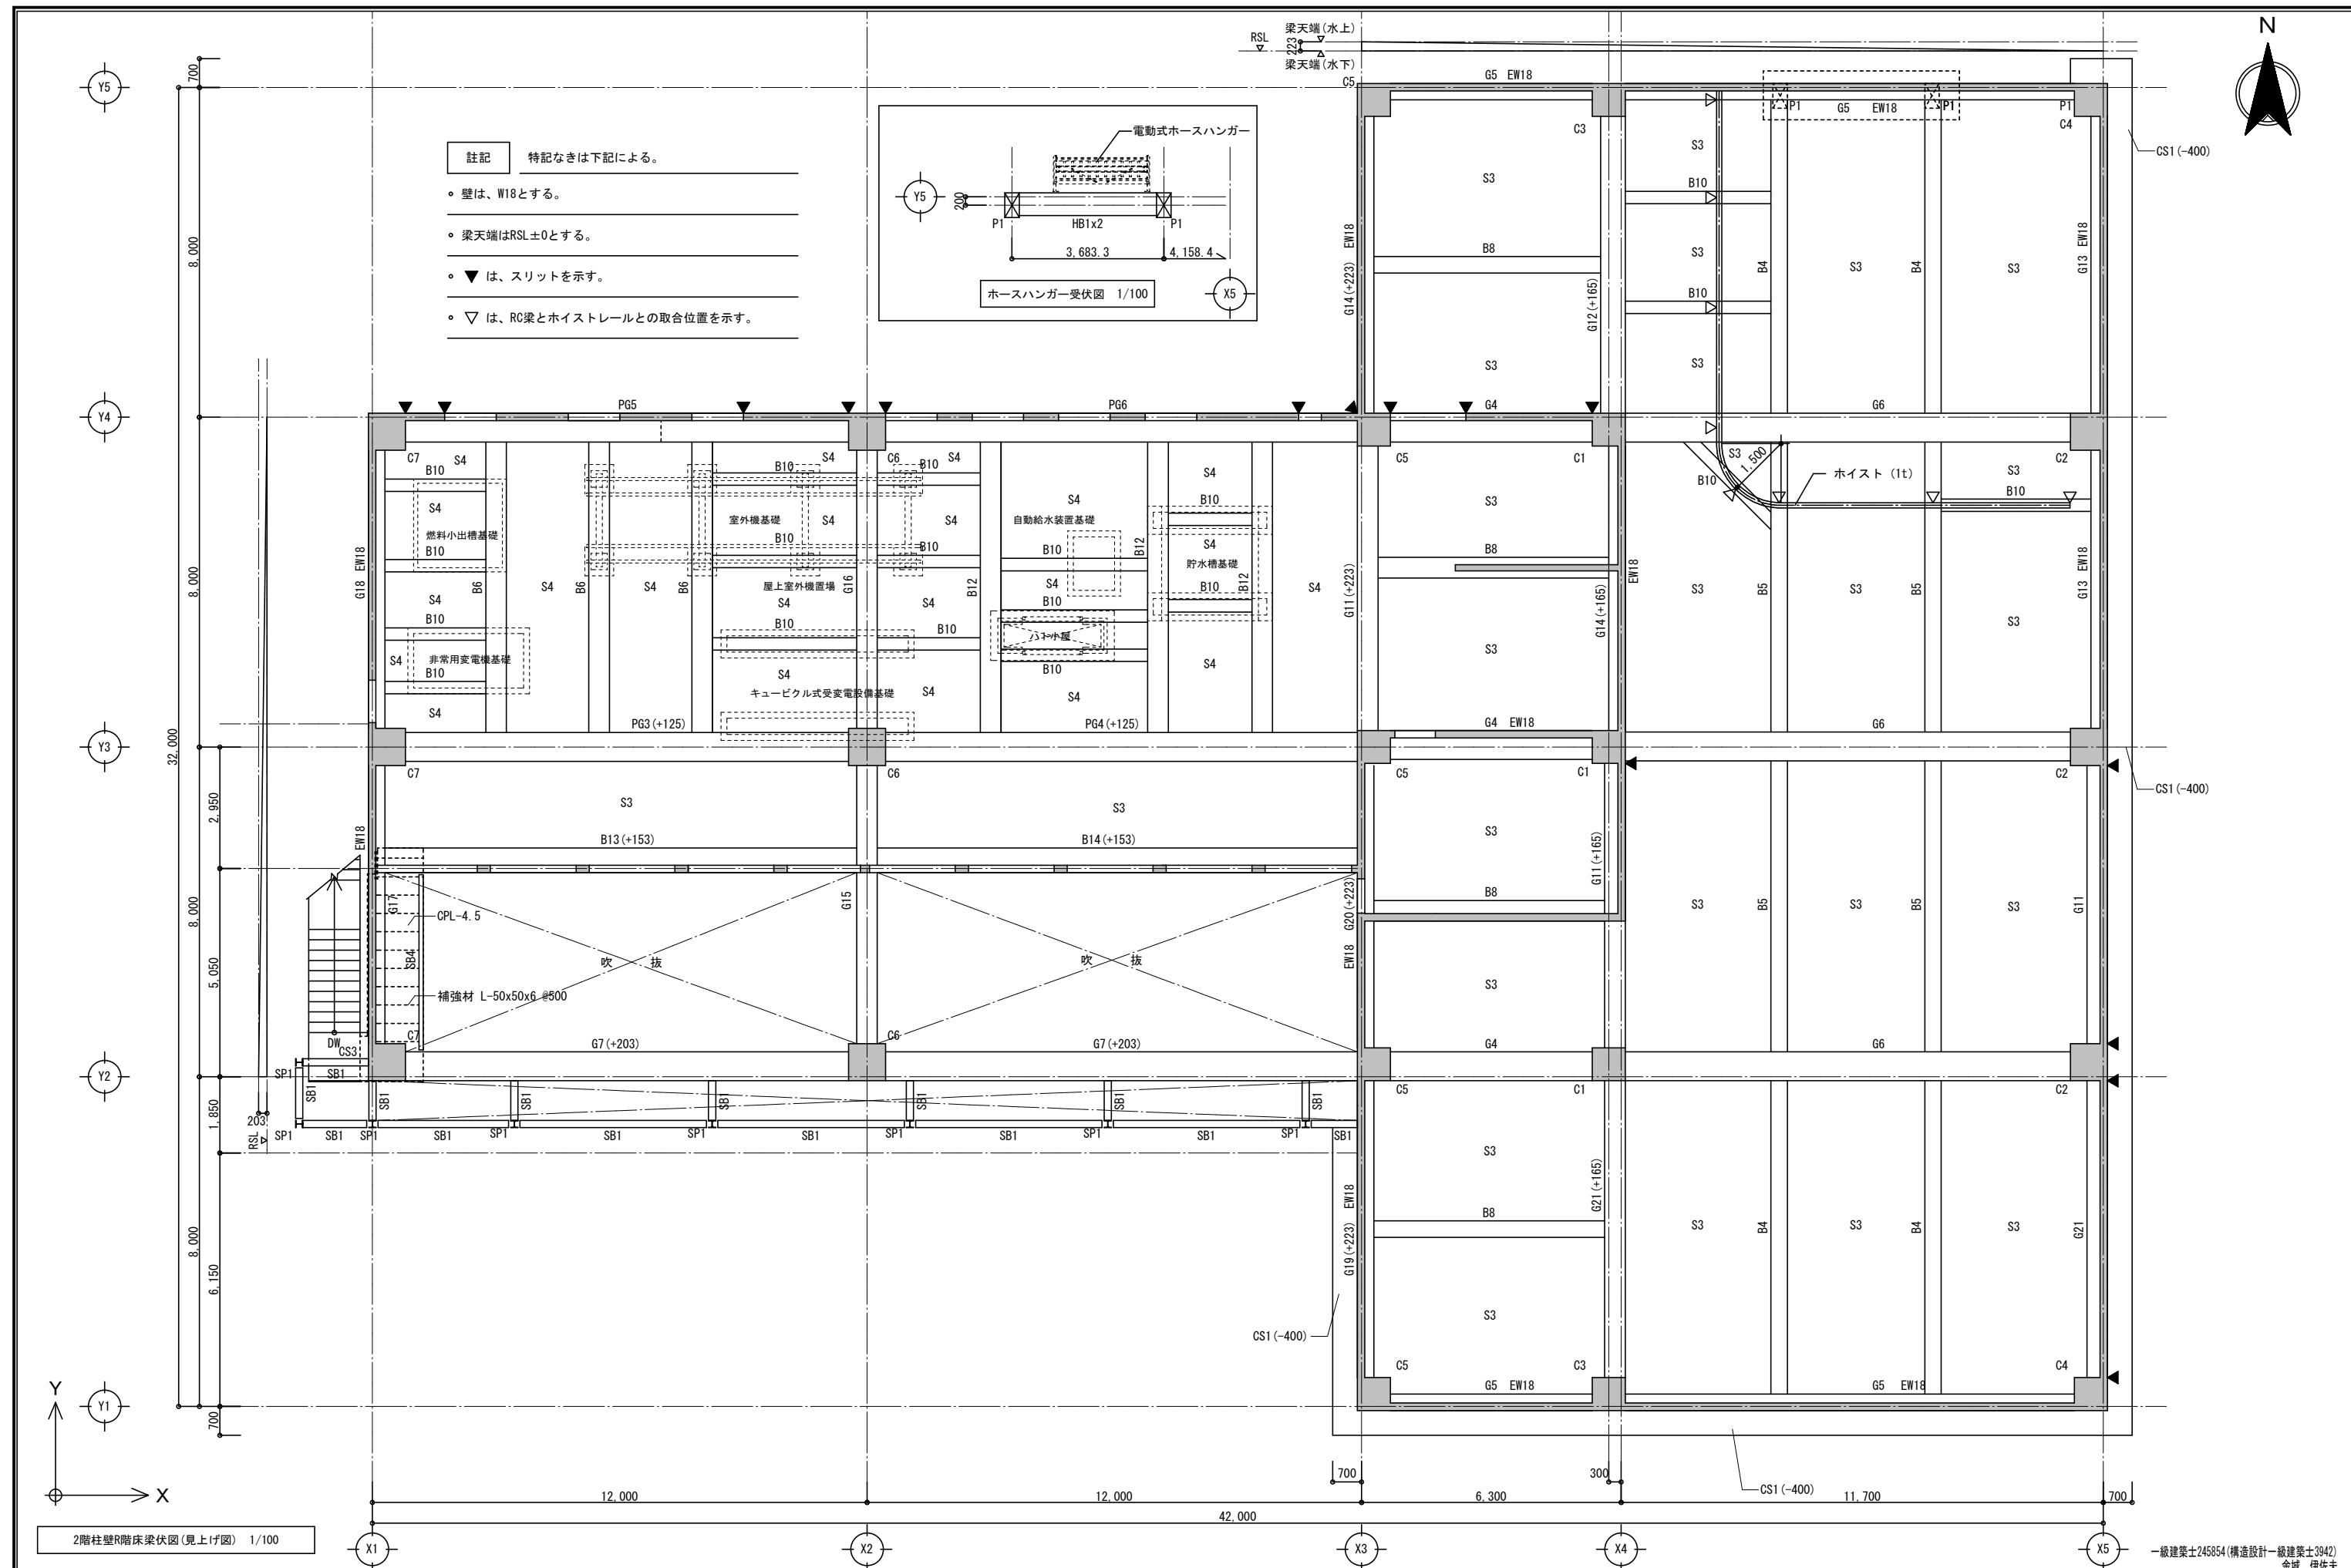 RSL
梁天端(水上)
223
梁天端(水下)
N
700
Y5
C5
G5 EW18
P1
G5 EW18
P1
P1
C3
C4
CS1(-400)
註記 特記なきは下記による。
壁は、W18とする。
梁天端はRSL±0とする。
▼ は、スリットを示す。
▽ は、RC梁とホイストレールとの取合位置を示す。
電動式ホースハンガー
Y5
200
P1
HB1x2
P1
3,683.3
4,158.4
ホースハンガー受伏図 1/100
X5
8,000
G14(+223) EW18
S3
B8
S3
G4
G12(+165)
S3
B10
S3
B10
S3
B4
S3
B4
S3
G13 EW18
G6
Y4
PG5
PG6
C7
S4
B10
S4
燃料小出槽基礎
B10
S4
B10
S4
非常用変電機基礎
B10
S4
G18 EW18
B6
S4
B6
S4
B6
B10
S4
室外機基礎
S4
B10
屋上室外機置場
S4
B10
S4
キュービクル式受変電設備基礎
G16
C6
B10
S4
S4
B10
S4
B10
S4
B12
S4
自動給水装置基礎
B10
S4
B10
ハト小屋
B10
S4
B12
S4
B10
S4
貯水槽基礎
B10
B12
S4
S4
PG3(+125)
PG4(+125)
G11(+223)
C5
C1
S3
B8
S3
G14(+165)
EW18
G4 EW18
S3
1,500
B10
ホイスト (1t)
S3
B10
C2
S3
B5
S3
B5
S3
G13 EW18
G6
8,000
32,000
Y3
C7
C6
C5
C1
C2
CS1(-400)
2,950
S3
S3
B13(+153)
B14(+153)
EW18
G17
CPL-4.5
SB4
補強材 L-50x50x6 @500
吹 抜
G15
吹 抜
G20(+223)
EW18
S3
B8
G11(+165)
S3
S3
B5
S3
B5
S3
G11
8,000
5,050
DW
CS3
C7
C6
G7(+203)
G7(+203)
G4
G6
Y2
SP1
SB1
SB1
SB1
SB1
SB1
SB1
SB1
SB1
C5
C1
C2
1,850
203
RSL
SP1
SB1
SP1
SB1
SP1
SB1
SP1
SB1
SP1
SB1
SP1
SB1
SP1
SB1
8,000
6,150
G19(+223) EW18
S3
B8
S3
G21(+165)
S3
B4
S3
B4
S3
G21
CS1(-400)
C5
C3
C4
G5 EW18
G5 EW18
Y1
700
Y
X
700
300
CS1(-400)
12,000
12,000
6,300
11,700
700
42,000
2階柱壁R階床梁伏図(見上げ図) 1/100
X1
X2
X3
X4
X5
一級建築士245854(構造設計一級建築士3942)